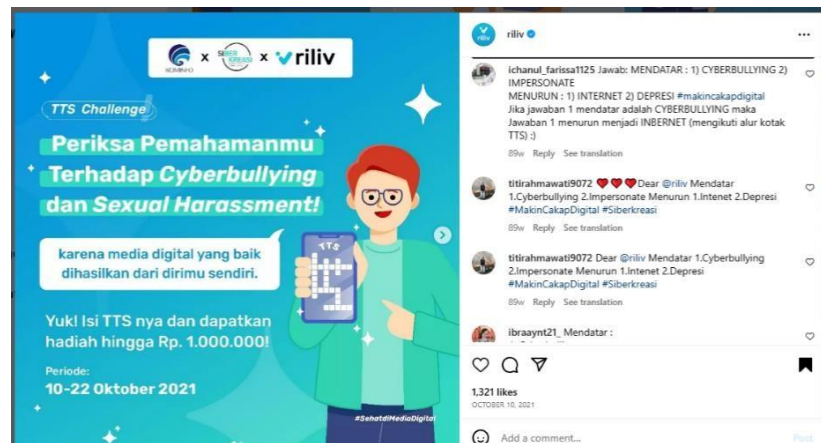 KOMINFO x SIBER KREASI x riliv
TTS Challenge
Periksa Pemahamanmu
Terhadap Cyberbullying
dan Sexual Harassment!
karena media digital yang baik
dihasilkan dari dirimu sendiri.
TTS
Yuk! Isi TTS nya dan dapatkan
hadiah hingga Rp. 1.000.000!
Periode:
10-22 Oktober 2021
#SehatdiMediaDigital
riliv
riliv
ichanul_farissa1125 Jawab: MENDATAR : 1) CYBERBULLYING 2)
IMPERSONATE
MENURUN : 1) INTERNET 2) DEPRESI #makincakapdigital
Jika jawaban 1 mendatar adalah CYBERBULLYING maka
Jawaban 1 menurun menjadi INBERNET (mengikuti alur kotak
TTS) :)
89w Reply See translation
titirahmawati9072 ❤️❤️❤️Dear @riliv Mendatar
1.Cyberbullying 2.Impersonate Menurun 1.Intenet 2.Depresi
#MakinCakapDigital #Siberkreasi
89w Reply See translation
titirahmawati9072 Dear @riliv Mendatar 1.Cyberbullying
2.Impersonate Menurun 1.Intenet 2.Depresi
#MakinCakapDigital #Siberkreasi
89w Reply See translation
ibraaynt21_ Mendatar :
1,321 likes
OCTOBER 10, 2021
Add a comment...
Post